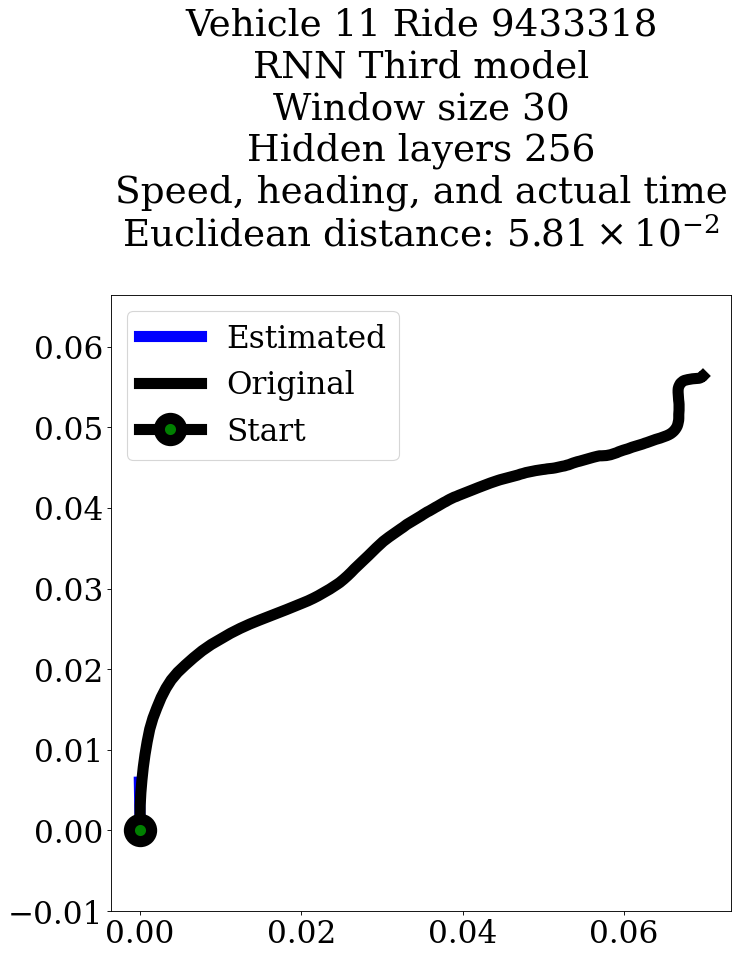 Vehicle 11 Ride 9433318
RNN Third model
Window size 30
Hidden layers 256
Speed, heading, and actual time
Euclidean distance: 5.81 × 10⁻²
Estimated
Original
Start
0.06
0.05
0.04
0.03
0.02
0.01
0.00
−0.01
0.00 0.02 0.04 0.06